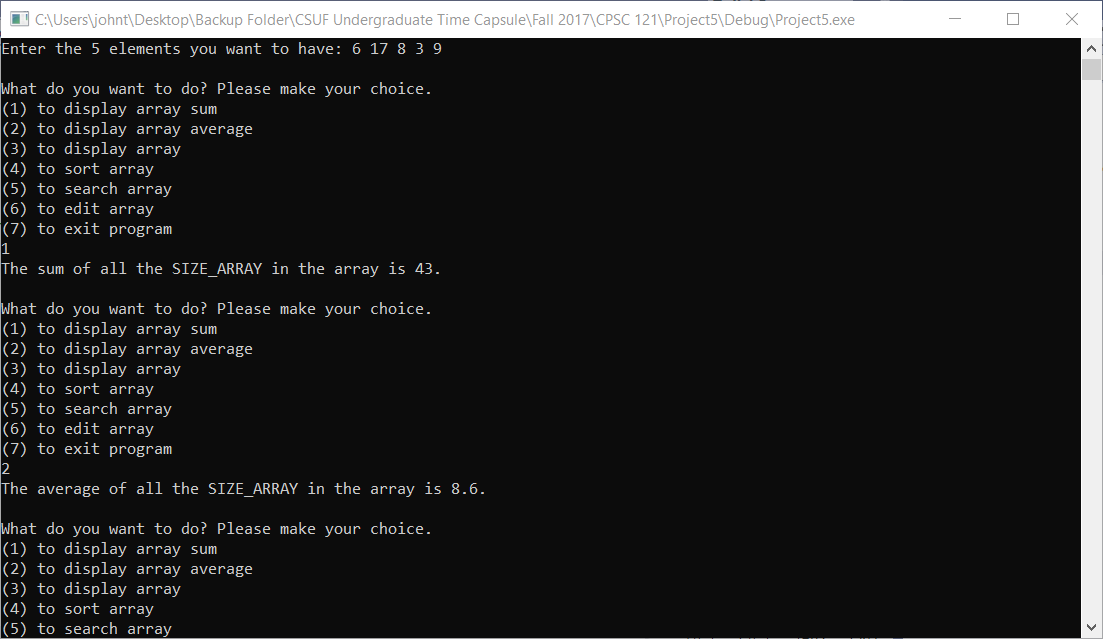 C:\Users\johnt\Desktop\Backup Folder\CSUF Undergraduate Time Capsule\Fall 2017\CPSC 121\Project5\Debug\Project5.exe
Enter the 5 elements you want to have: 6 17 8 3 9
What do you want to do? Please make your choice.
(1) to display array sum
(2) to display array average
(3) to display array
(4) to sort array
(5) to search array
(6) to edit array
(7) to exit program
1
The sum of all the SIZE_ARRAY in the array is 43.
What do you want to do? Please make your choice.
(1) to display array sum
(2) to display array average
(3) to display array
(4) to sort array
(5) to search array
(6) to edit array
(7) to exit program
2
The average of all the SIZE_ARRAY in the array is 8.6.
What do you want to do? Please make your choice.
(1) to display array sum
(2) to display array average
(3) to display array
(4) to sort array
(5) to search array